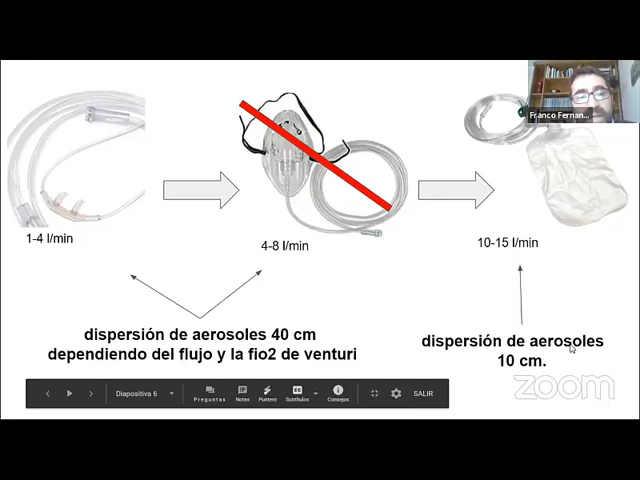 Franco Fernan...
1-4 l/min
4-8 l/min
10-15 l/min
dispersión de aerosoles 40 cm
dependiendo del flujo y la fio2 de venturi
dispersión de aerosoles
10 cm.
zoom
Diapositiva 6
Preguntas
Notas
Puntero
Subtítulos
Consejos
SALIR